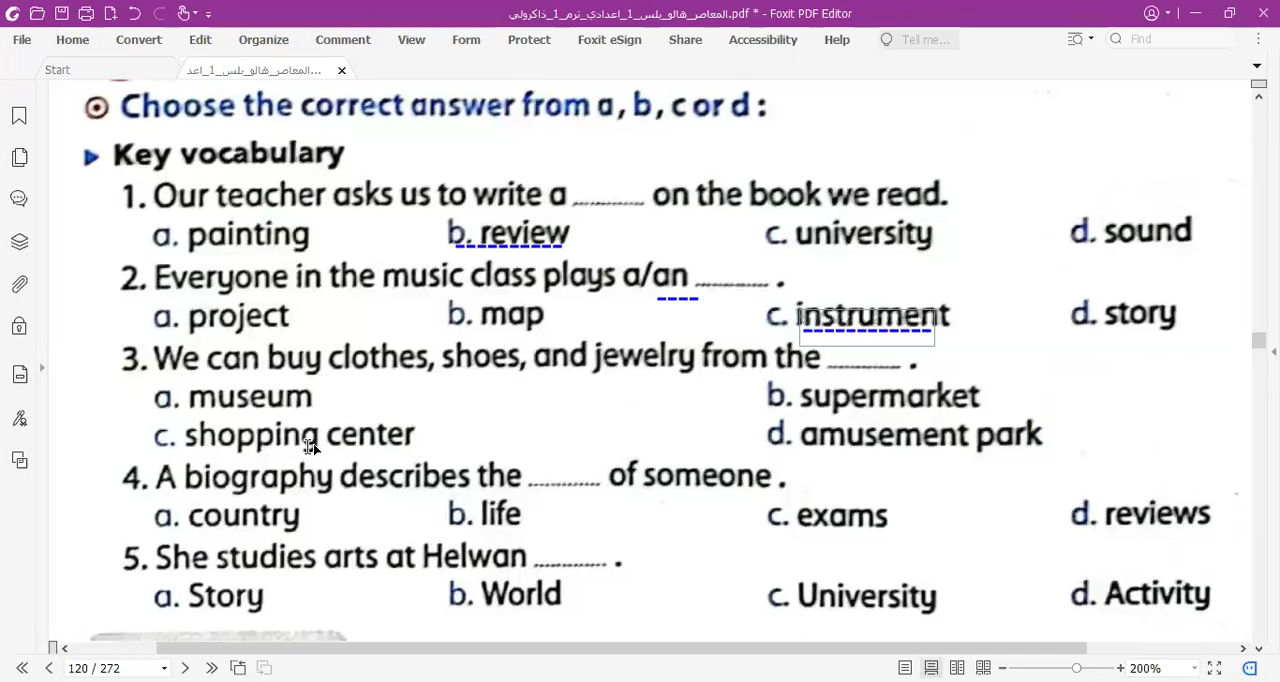 المعاصر_هالو_بلس_1_اعدادي_ترم_1_ذاكرولي.pdf * - Foxit PDF Editor
File Home Convert Edit Organize Comment View Form Protect Foxit eSign Share Accessibility Help Tell me... Find
Start المعاصر_هالو_بلس_1_اعد...
Choose the correct answer from a, b, c or d :
Key vocabulary
1. Our teacher asks us to write a ............ on the book we read.
a. painting b. review c. university d. sound
2. Everyone in the music class plays a/an ............ .
a. project b. map c. instrument d. story
3. We can buy clothes, shoes, and jewelry from the ............ .
a. museum b. supermarket
c. shopping center d. amusement park
4. A biography describes the ............ of someone .
a. country b. life c. exams d. reviews
5. She studies arts at Helwan ............ .
a. Story b. World c. University d. Activity
120 / 272 200%